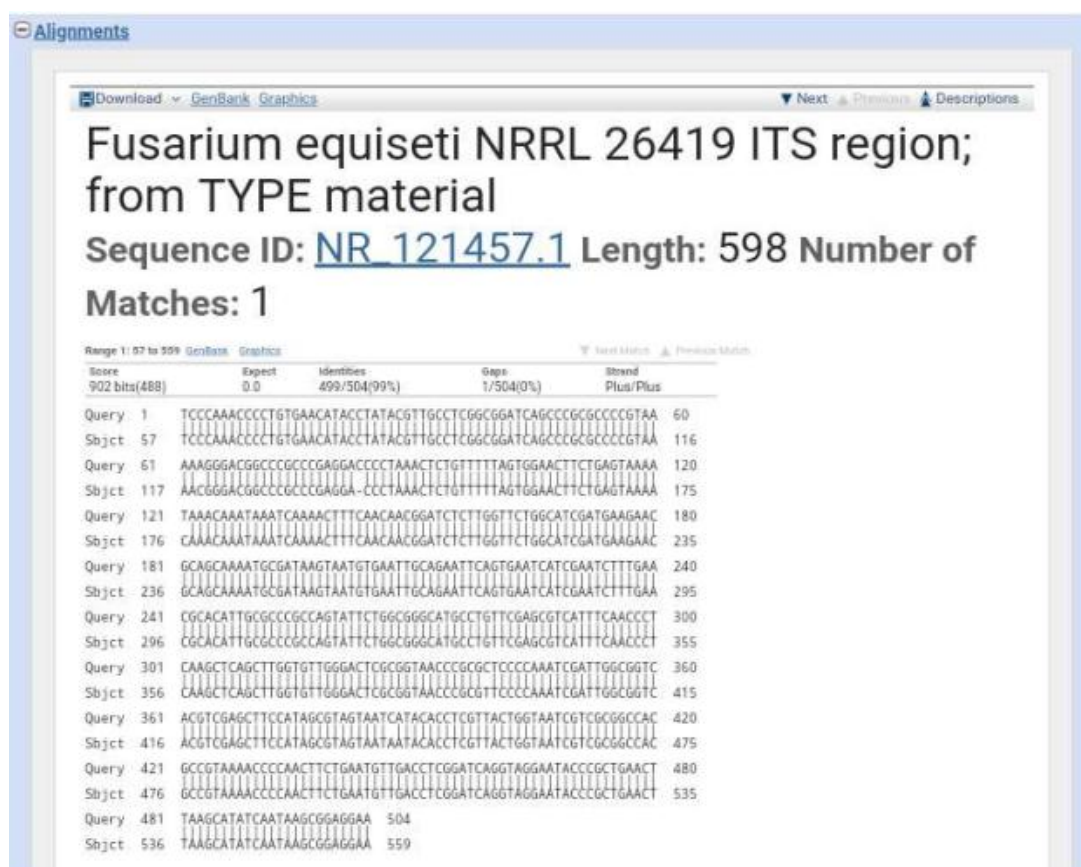 Alignments
Download GenBank Graphics Next Previous Descriptions
Fusarium equiseti NRRL 26419 ITS region;
from TYPE material
Sequence ID: NR_121457.1 Length: 598 Number of
Matches: 1
Range 1: 57 to 559 GenBank Graphics Next Match Previous Match
Score Expect Identities Gaps Strand
902 bits(488) 0.0 499/504(99%) 1/504(0%) Plus/Plus
Query 1 TCCCAAACCCCTGTGAACATACCTATACGTTGCCTCGGCGGATCAGCCCGCGCCCCGTAA 60
Sbjct 57 TCCCAAACCCCTGTGAACATACCTATACGTTGCCTCGGCGGATCAGCCCGCGCCCCGTAA 116
Query 61 AAAGGGACGGCCCGCCCGAGGACCCCTAAACTCTGTTTTTAGTGGAACTTCTGAGTAAAA 120
Sbjct 117 AACGGGACGGCCCGCCCGAGGA-CCCTAAACTCTGTTTTTAGTGGAACTTCTGAGTAAAA 175
Query 121 TAAACAAATAAATCAAAACTTTCAACAACGGATCTCTTGGTTCTGGCATCGATGAAGAAC 180
Sbjct 176 CAAACAAATAAATCAAAACTTTCAACAACGGATCTCTTGGTTCTGGCATCGATGAAGAAC 235
Query 181 GCAGCAAAATGCGATAAGTAATGTGAATTGCAGAATTCAGTGAATCATCGAATCTTTGAA 240
Sbjct 236 GCAGCAAAATGCGATAAGTAATGTGAATTGCAGAATTCAGTGAATCATCGAATCTTTGAA 295
Query 241 CGCACATTGCGCCCGCCAGTATTCTGGCGGGCATGCCTGTTCGAGCGTCATTTCAACCCT 300
Sbjct 296 CGCACATTGCGCCCGCCAGTATTCTGGCGGGCATGCCTGTTCGAGCGTCATTTCAACCCT 355
Query 301 CAAGCTCAGCTTGGTGTTGGGACTCGCGGTAACCCGCGCTCCCCAAATCGATTGGCGGTC 360
Sbjct 356 CAAGCTCAGCTTGGTGTTGGGACTCGCGGTAACCCGCGTTCCCCAAATCGATTGGCGGTC 415
Query 361 ACGTCGAGCTTCCATAGCGTAGTAATCATACACCTCGTTACTGGTAATCGTCGCGGCCAC 420
Sbjct 416 ACGTCGAGCTTCCATAGCGTAGTAATAATACACCTCGTTACTGGTAATCGTCGCGGCCAC 475
Query 421 GCCGTAAAACCCCAACTTCTGAATGTTGACCTCGGATCAGGTAGGAATACCCGCTGAACT 480
Sbjct 476 GCCGTAAAACCCCAACTTCTGAATGTTGACCTCGGATCAGGTAGGAATACCCGCTGAACT 535
Query 481 TAAGCATATCAATAAGCGGAGGAA 504
Sbjct 536 TAAGCATATCAATAAGCGGAGGAA 559